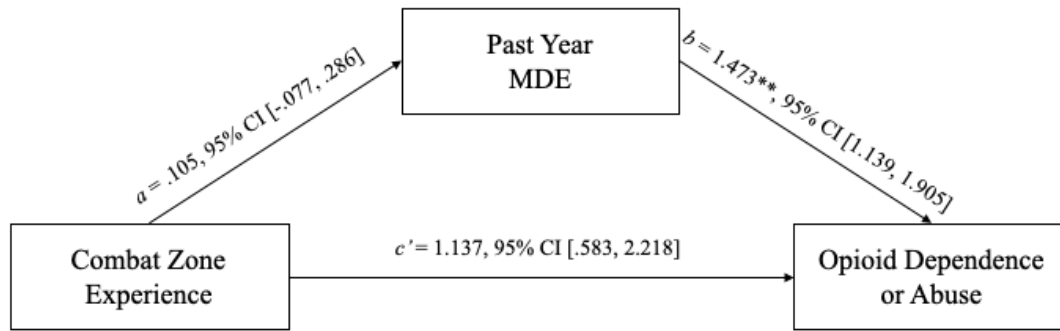 Past Year
MDE
a = .105, 95% CI [-.077, .286]
b = 1.473**, 95% CI [1.139, 1.905]
Combat Zone
Experience
c’= 1.137, 95% CI [.583, 2.218]
Opioid Dependence
or Abuse